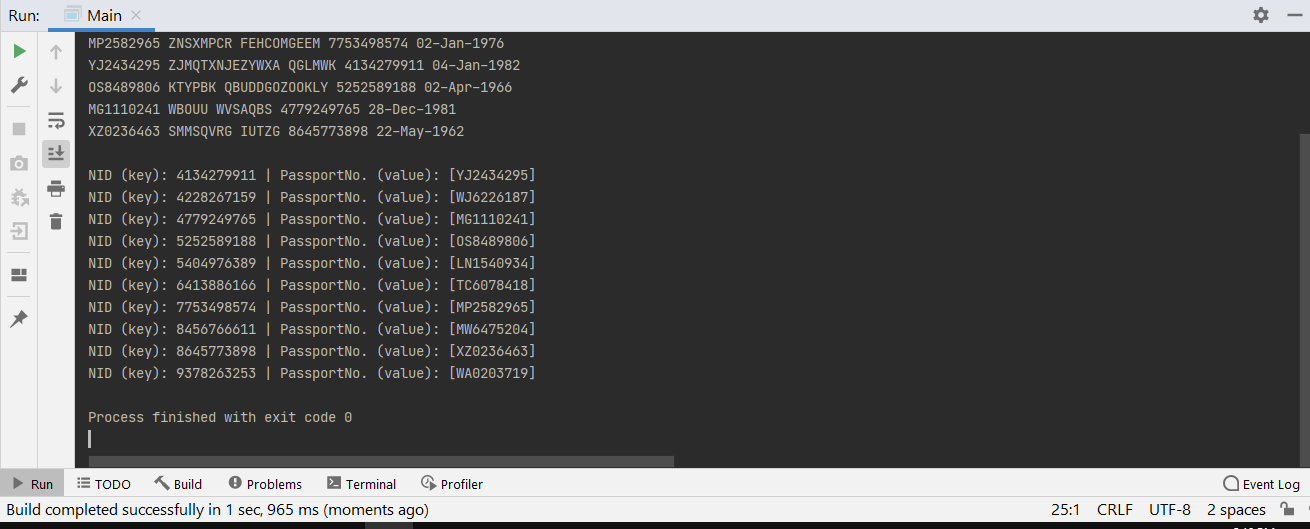 Run: Main
MP2582965 ZNSXMPCR FEHCOMGEEM 7753498574 02-Jan-1976
YJ2434295 ZJMQTXNJEZYWXA QGLMWK 4134279911 04-Jan-1982
OS8489806 KTYPBK QBUDDGOZOOKLY 5252589188 02-Apr-1966
MG1110241 WBOUU WVSAQBS 4779249765 28-Dec-1981
XZ0236463 SMMSQVRG IUTZG 8645773898 22-May-1962
NID (key): 4134279911 | PassportNo. (value): [YJ2434295]
NID (key): 4228267159 | PassportNo. (value): [WJ6226187]
NID (key): 4779249765 | PassportNo. (value): [MG1110241]
NID (key): 5252589188 | PassportNo. (value): [OS8489806]
NID (key): 5404976389 | PassportNo. (value): [LN1540934]
NID (key): 6413886166 | PassportNo. (value): [TC6078418]
NID (key): 7753498574 | PassportNo. (value): [MP2582965]
NID (key): 8456766611 | PassportNo. (value): [MW6475204]
NID (key): 8645773898 | PassportNo. (value): [XZ0236463]
NID (key): 9378263253 | PassportNo. (value): [WA0203719]
Process finished with exit code 0
Run TODO Build Problems Terminal Profiler Event Log
Build completed successfully in 1 sec, 965 ms (moments ago) 25:1 CRLF UTF-8 2 spaces